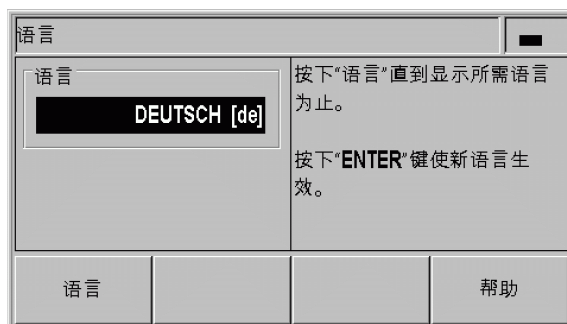 语言
语言
DEUTSCH [de]
按下“语言”直到显示所需语言
为止。
按下“ENTER”键使新语言生
效。
语言
帮助